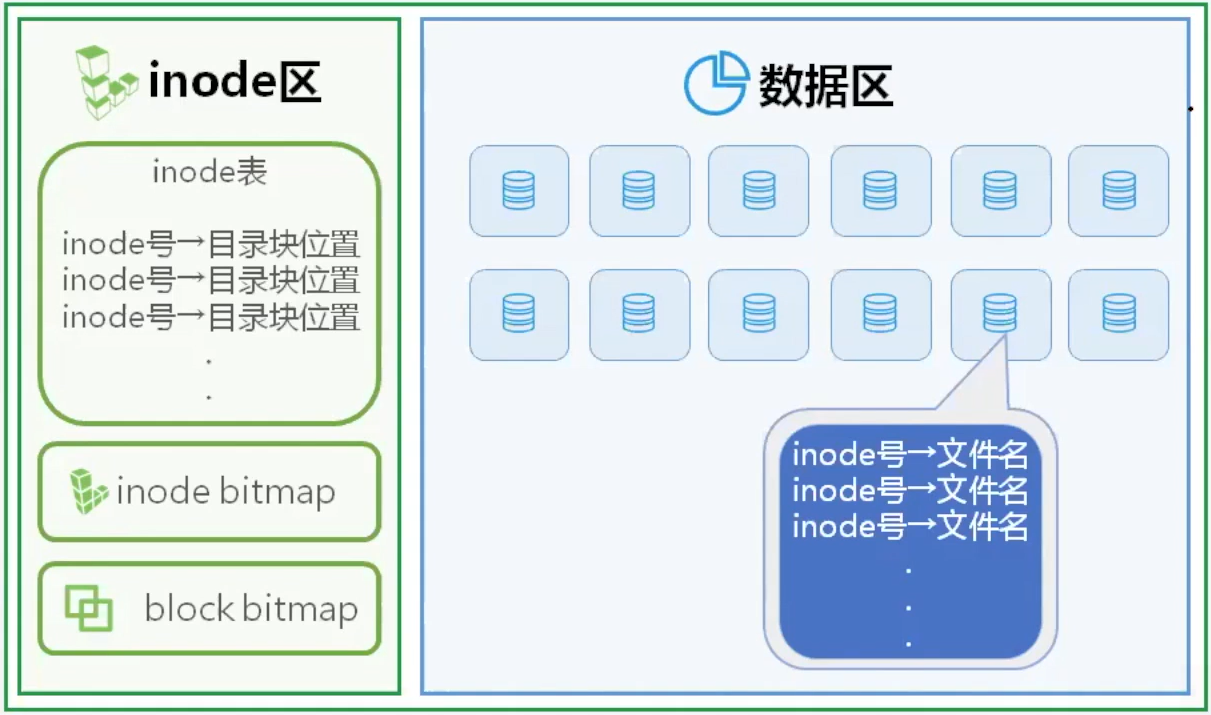 inode区
inode表
inode号→目录块位置
inode号→目录块位置
inode号→目录块位置
.
.
inode bitmap
block bitmap
数据区
inode号→文件名
inode号→文件名
inode号→文件名
.
.
.